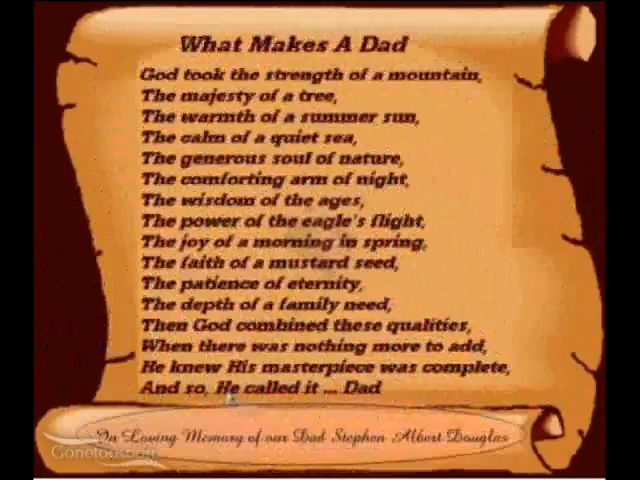 What Makes A Dad
God took the strength of a mountain,
The majesty of a tree,
The warmth of a summer sun,
The calm of a quiet sea,
The generous soul of nature,
The comforting arm of night,
The wisdom of the ages,
The power of the eagle's flight,
The joy of a morning in spring,
The faith of a mustard seed,
The patience of eternity,
The depth of a family need,
Then God combined these qualities,
When there was nothing more to add,
He knew His masterpiece was complete,
And so, He called it ... Dad
In Loving Memory of our Dad Stephen Albert Douglas